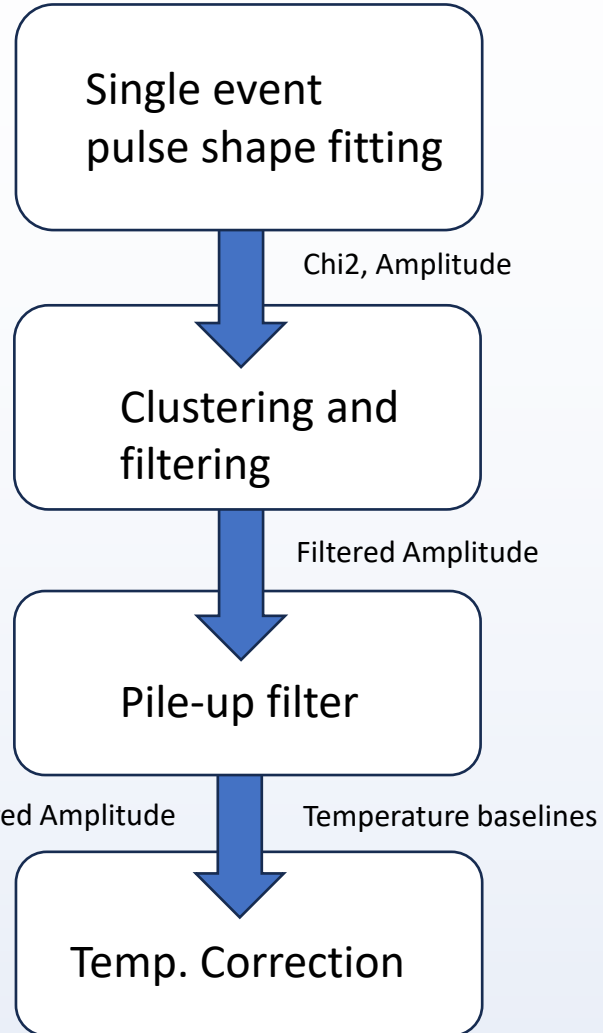 Single event
pulse shape fitting
Chi2, Amplitude
Clustering and
filtering
Filtered Amplitude
Pile-up filter
Amplitude
Temperature baselines
Temp. Correction